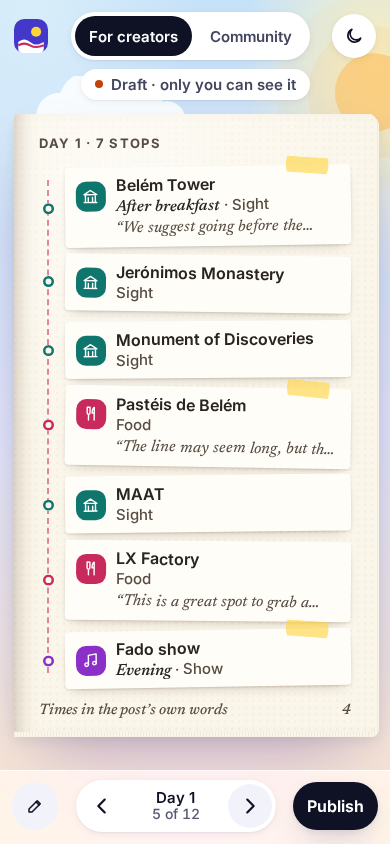 For creators
Community
Draft · only you can see it
DAY 1 · 7 STOPS
Belém Tower
After breakfast · Sight
“We suggest going before the…
Jerónimos Monastery
Sight
Monument of Discoveries
Sight
Pastéis de Belém
Food
“The line may seem long, but th…
MAAT
Sight
LX Factory
Food
“This is a great spot to grab a…
Fado show
Evening · Show
Times in the post’s own words
4
Day 1
5 of 12
Publish